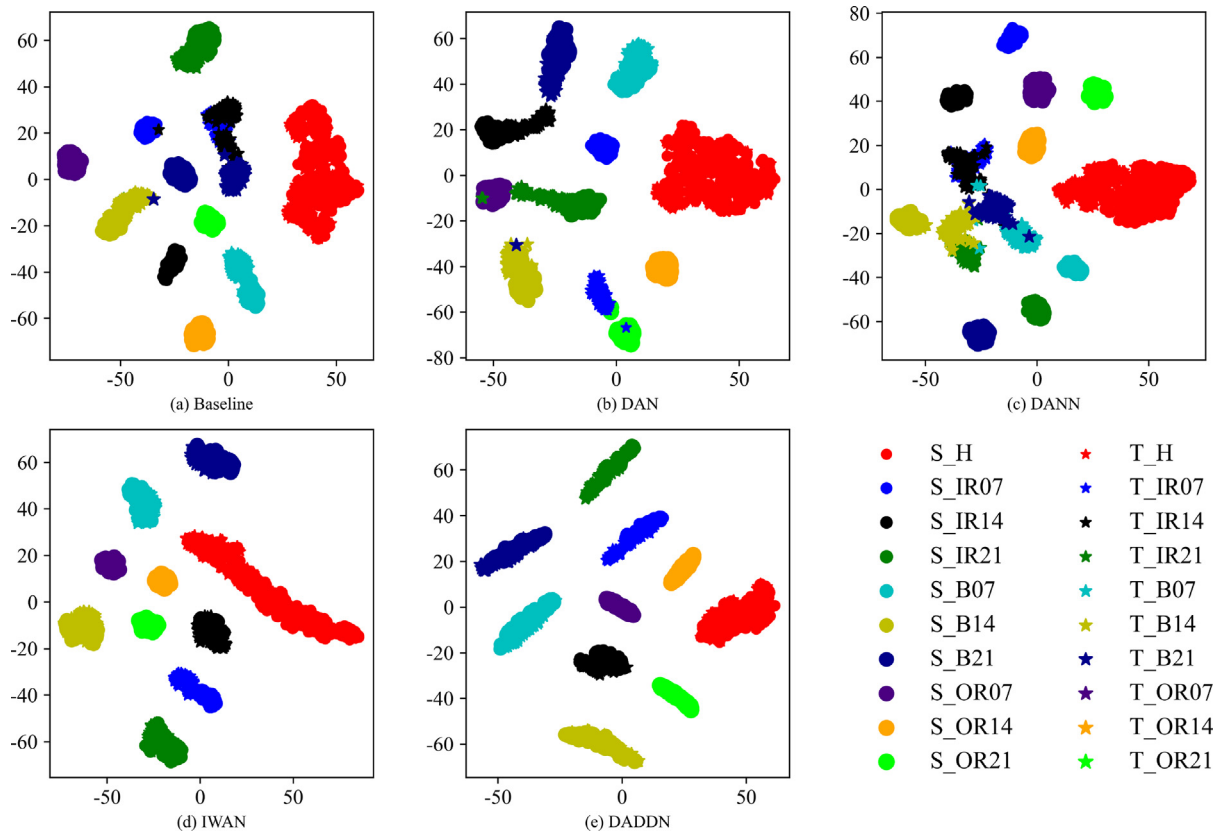 60
40
20
0
-20
-40
-60
-50 0 50
(a) Baseline
60
40
20
0
-20
-40
-60
-80
-50 0 50
(b) DAN
80
60
40
20
0
-20
-40
-60
-50 0 50
(c) DANN
60
40
20
0
-20
-40
-60
-50 0 50
(d) IWAN
60
40
20
0
-20
-40
-60
-50 0 50
(e) DADDN
S_H T_H
S_IR07 T_IR07
S_IR14 T_IR14
S_IR21 T_IR21
S_B07 T_B07
S_B14 T_B14
S_B21 T_B21
S_OR07 T_OR07
S_OR14 T_OR14
S_OR21 T_OR21